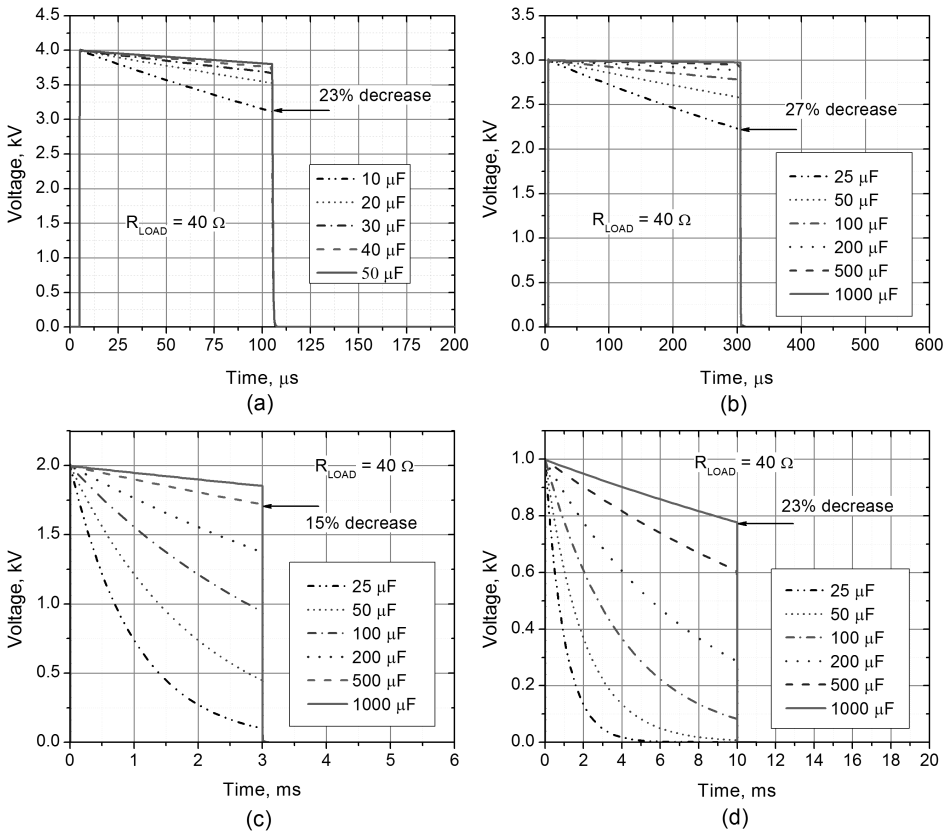 4.5
4.0
3.5
3.0
2.5
2.0
1.5
1.0
0.5
0.0
Voltage, kV
23% decrease
R_LOAD = 40 Ω
10 μF
20 μF
30 μF
40 μF
50 μF
0 25 50 75 100 125 150 175 200
Time, μs
(a)
3.5
3.0
2.5
2.0
1.5
1.0
0.5
0.0
Voltage, kV
27% decrease
R_LOAD = 40 Ω
25 μF
50 μF
100 μF
200 μF
500 μF
1000 μF
0 100 200 300 400 500 600
Time, μs
(b)
2.0
1.5
1.0
0.5
0.0
Voltage, kV
R_LOAD = 40 Ω
15% decrease
25 μF
50 μF
100 μF
200 μF
500 μF
1000 μF
0 1 2 3 4 5 6
Time, ms
(c)
1.0
0.8
0.6
0.4
0.2
0.0
Voltage, kV
R_LOAD = 40 Ω
23% decrease
25 μF
50 μF
100 μF
200 μF
500 μF
1000 μF
0 2 4 6 8 10 12 14 16 18 20
Time, ms
(d)